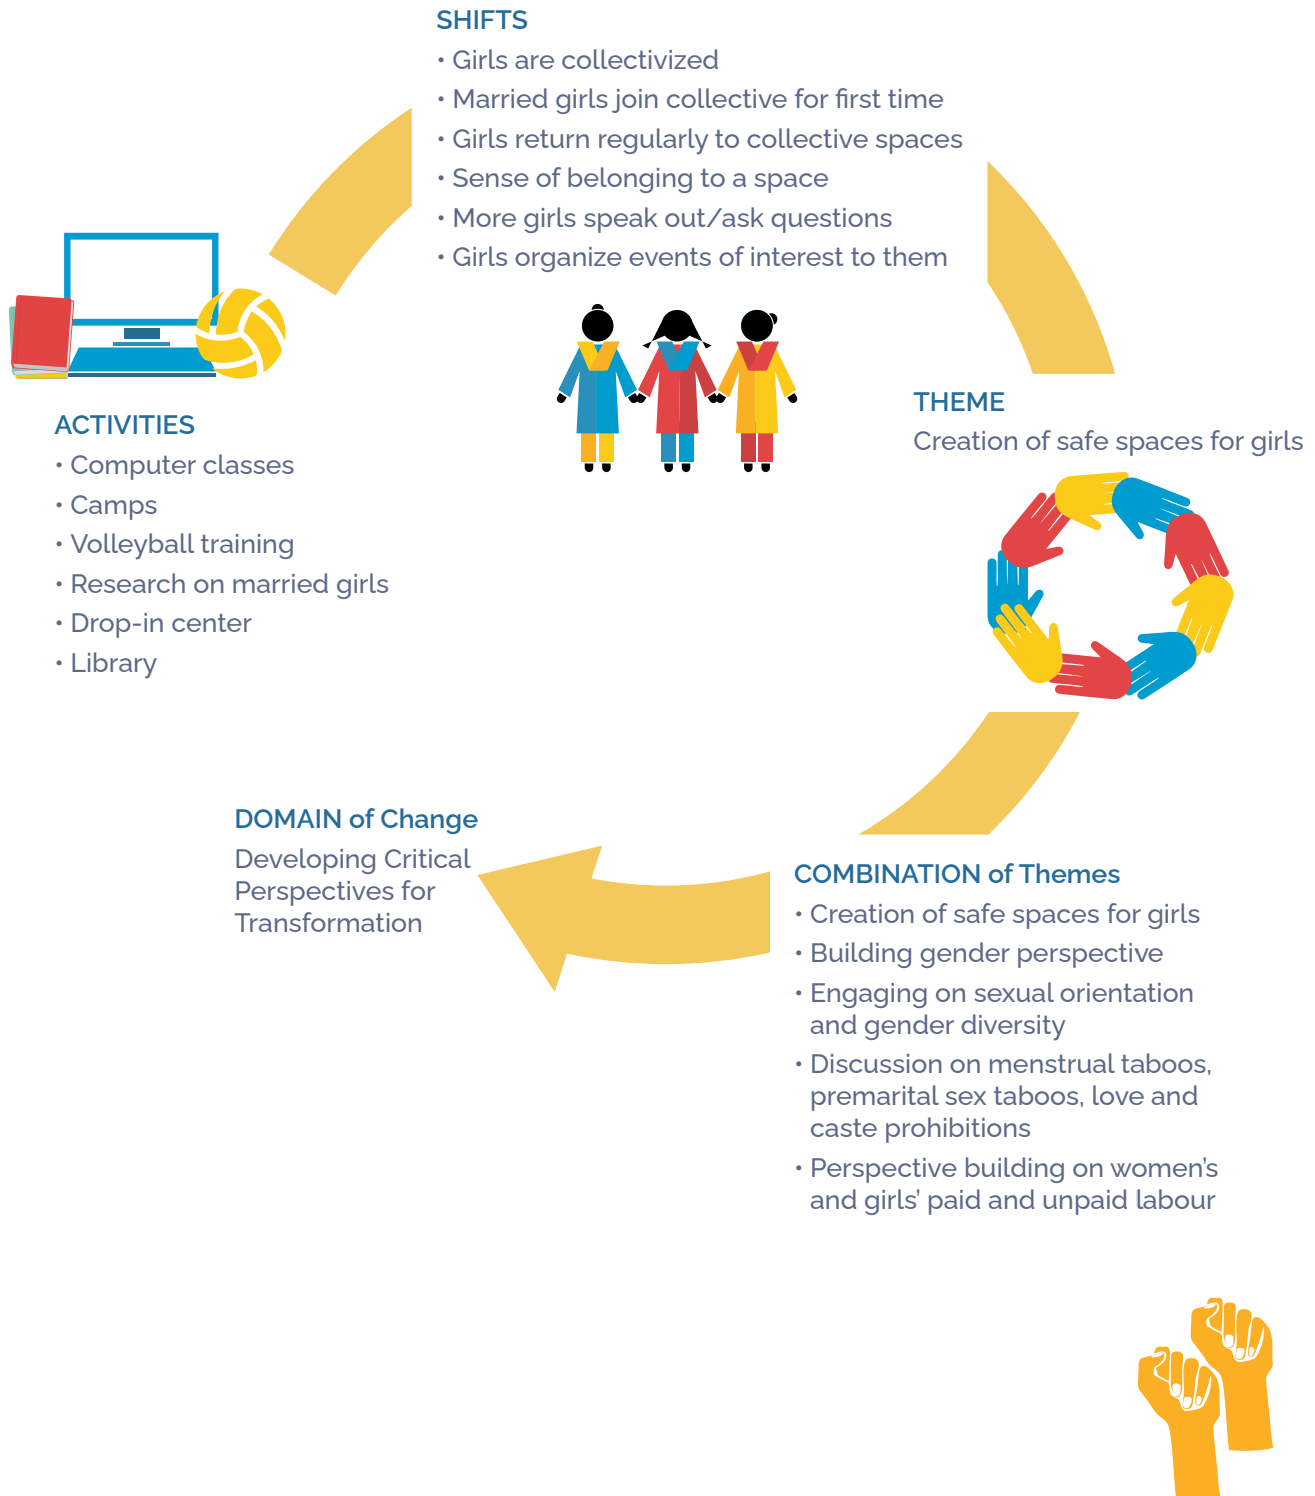 SHIFTS
• Girls are collectivized
• Married girls join collective for first time
• Girls return regularly to collective spaces
• Sense of belonging to a space
• More girls speak out/ask questions
• Girls organize events of interest to them
ACTIVITIES
• Computer classes
• Camps
• Volleyball training
• Research on married girls
• Drop-in center
• Library
THEME
Creation of safe spaces for girls
DOMAIN of Change
Developing Critical
Perspectives for
Transformation
COMBINATION of Themes
• Creation of safe spaces for girls
• Building gender perspective
• Engaging on sexual orientation
and gender diversity
• Discussion on menstrual taboos,
premarital sex taboos, love and
caste prohibitions
• Perspective building on women’s
and girls’ paid and unpaid labour